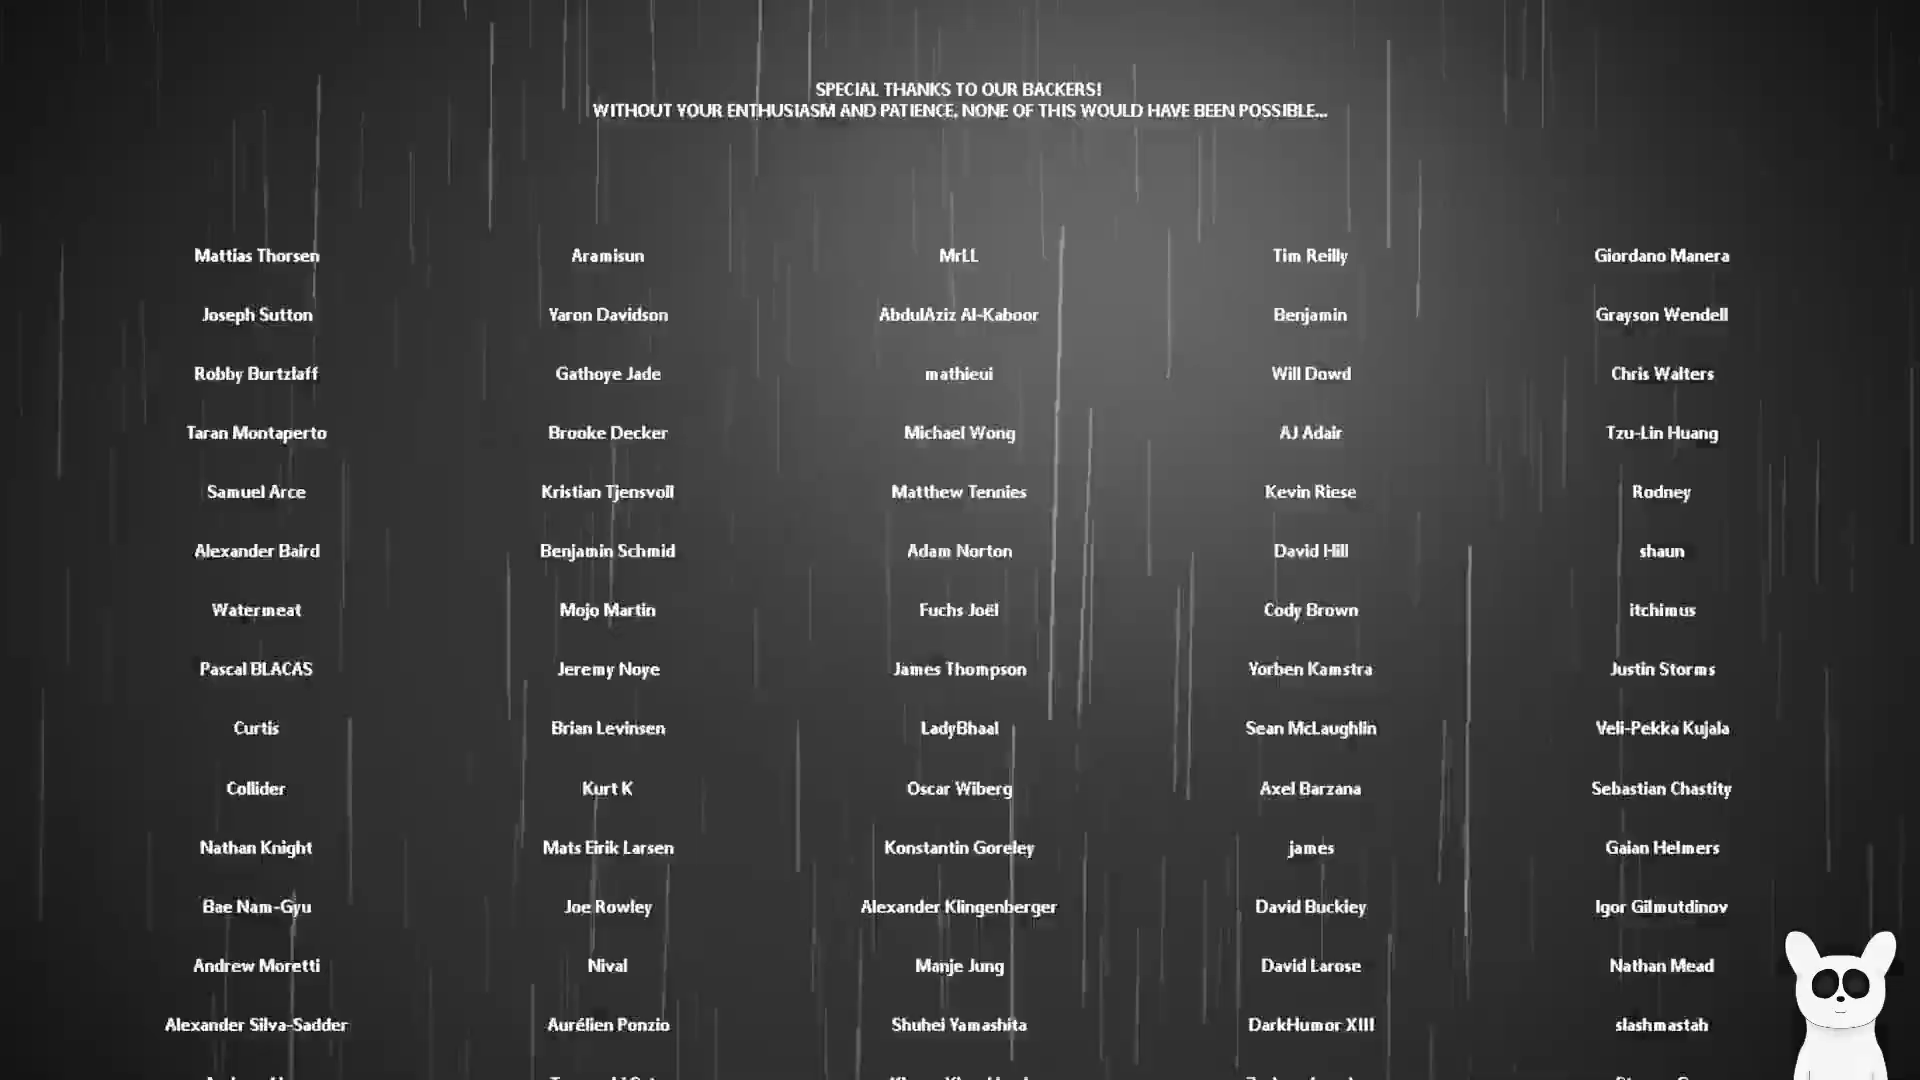 SPECIAL THANKS TO OUR BACKERS!
WITHOUT YOUR ENTHUSIASM AND PATIENCE, NONE OF THIS WOULD HAVE BEEN POSSIBLE...
Mattias Thorsen Aramisun MrLL Tim Reilly Giordano Manera
Joseph Sutton Yaron Davidson AbdulAziz Al-Kaboor Benjamin Grayson Wendell
Robby Burtzlaff Gathoye Jade mathieui Will Dowd Chris Walters
Taran Montaperto Brooke Decker Michael Wong AJ Adair Tzu-Lin Huang
Samuel Arce Kristian Tjensvoll Matthew Tennies Kevin Riese Rodney
Alexander Baird Benjamin Schmid Adam Norton David Hill shaun
Watermeat Mojo Martin Fuchs Joël Cody Brown itchimus
Pascal BLACAS Jeremy Noye James Thompson Yorben Kamstra Justin Storms
Curtis Brian Levinsen LadyBhaal Sean McLaughlin Veli-Pekka Kujala
Collider Kurt K Oscar Wiberg Axel Barzana Sebastian Chastity
Nathan Knight Mats Eirik Larsen Konstantin Goreley james Gaian Helmers
Bae Nam-Gyu Joe Rowley Alexander Klingenberger David Buckley Igor Gilmutdinov
Andrew Moretti Nival Manje Jung David Larose Nathan Mead
Alexander Silva-Sadder Aurélien Ponzio Shuhei Yamashita DarkHumor XIII slashmastah